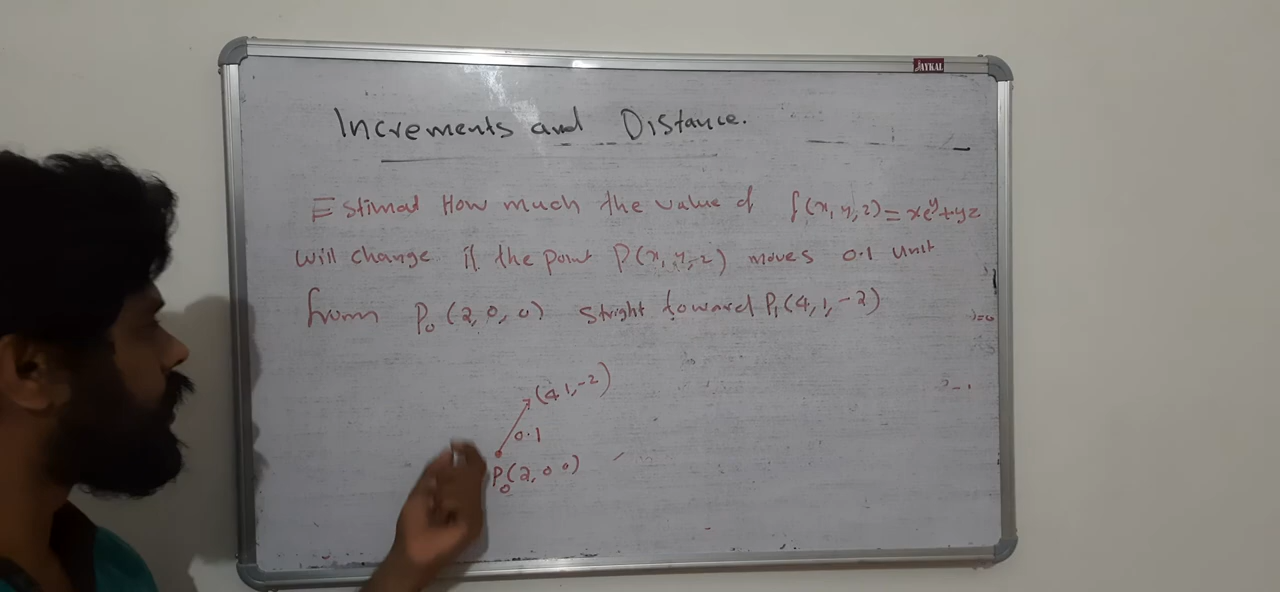 JAYKAL
Increments and Distance.
Estimat How much the value of f(x, y, z) = xe^y + yz
will change if the point P(x, y, z) moves 0.1 unit
from P₀ (2, 0, 0) stright toward P₁(4, 1, -2)
(4, 1, -2)
0.1
P₀(2, 0 0)